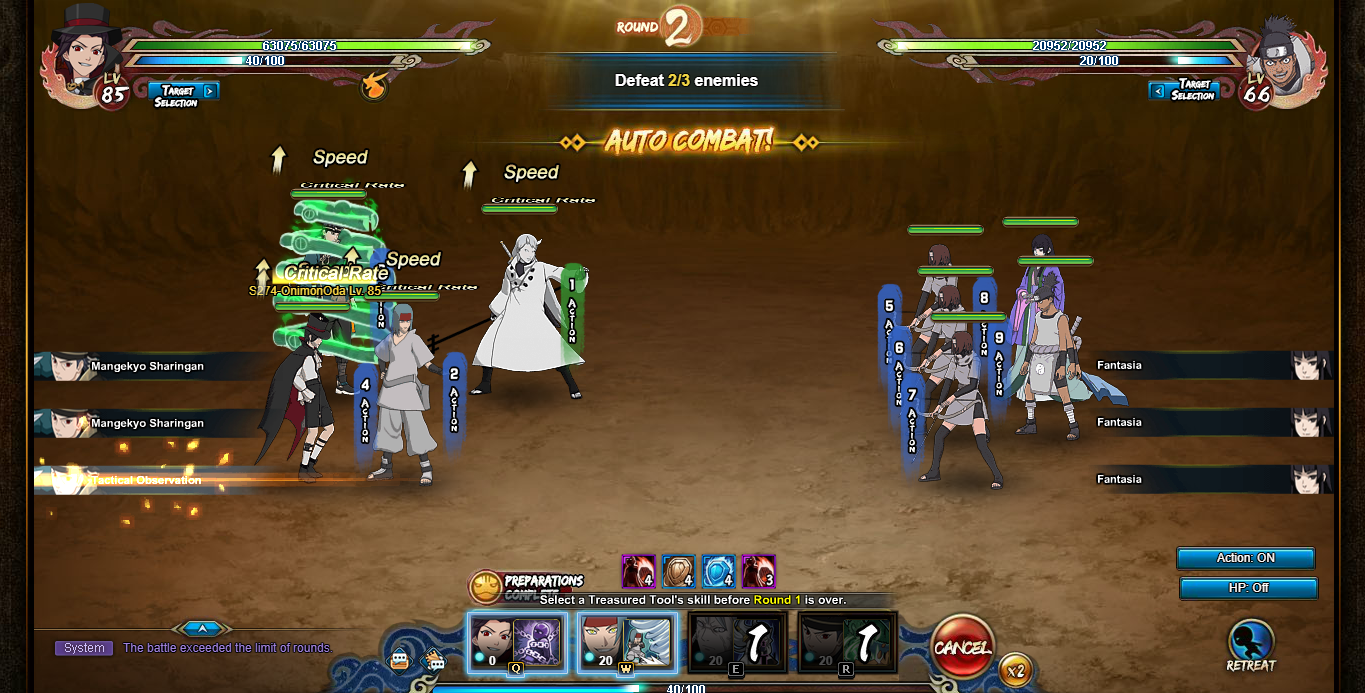 ROUND 2
63075/63075
20952/20952
40/100
20/100
LV 85
LV 66
TARGET SELECTION
TARGET SELECTION
Defeat 2/3 enemies
AUTO COMBAT!
Speed
Speed
Critical Rate
Critical Rate
Speed
Critical Rate
Critical Rate
S274-OnimonOda Lv. 85
1 ACTION
2 ACTION
4 ACTION
5 ACTION
6 ACTION
7 ACTION
8 ACTION
9 ACTION
Mangekyo Sharingan
Fantasia
Mangekyo Sharingan
Fantasia
Tactical Observation
Fantasia
Action: ON
HP: Off
4
4
4
3
PREPARATIONS COMPLETE
Select a Treasured Tool's skill before Round 1 is over.
0
Q
20
W
20
E
20
R
CANCEL
x2
RETREAT
System The battle exceeded the limit of rounds.
40/100